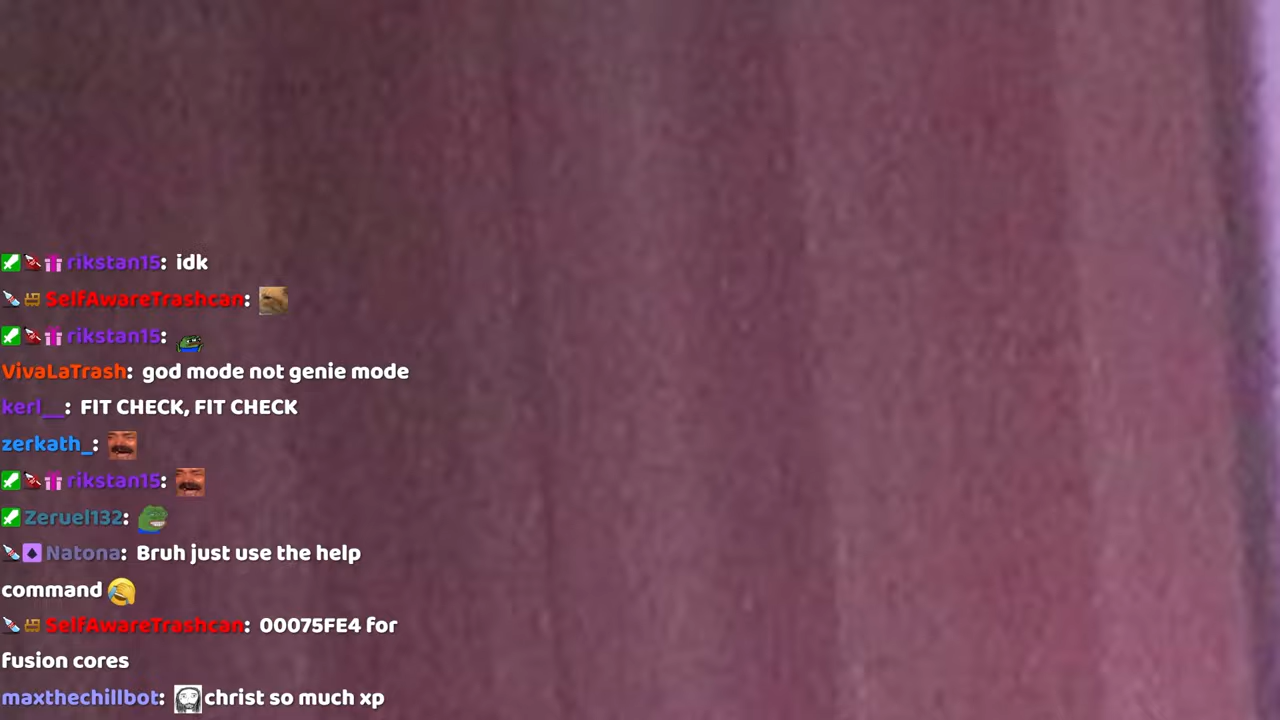 rikstan15: idk
SelfAwareTrashcan:
rikstan15:
VivaLaTrash: god mode not genie mode
kerl__: FIT CHECK, FIT CHECK
zerkath_:
rikstan15:
Zeruel132:
Natona: Bruh just use the help
command
SelfAwareTrashcan: 00075FE4 for
fusion cores
maxthechillbot: christ so much xp